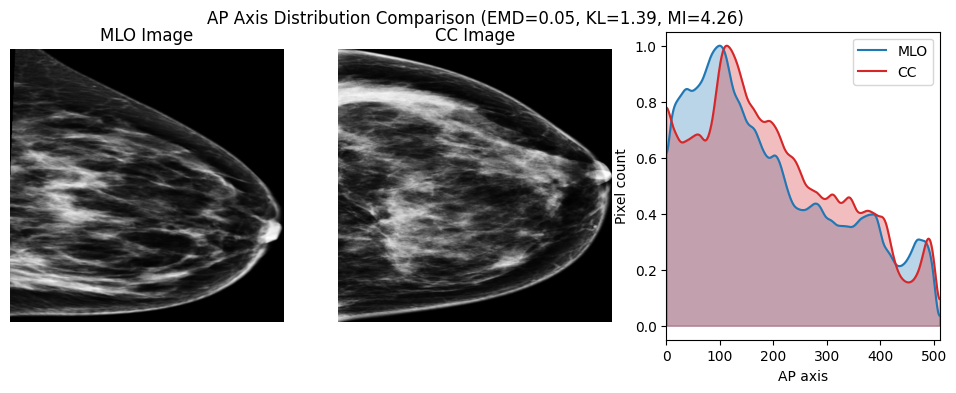 AP Axis Distribution Comparison (EMD=0.05, KL=1.39, MI=4.26)
MLO Image
CC Image
MLO
CC
Pixel count
1.0
0.8
0.6
0.4
0.2
0.0
0 100 200 300 400 500
AP axis